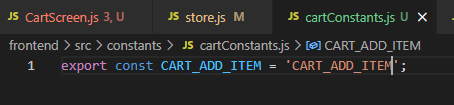 CartScreen.js 3, U store.js cartConstants.js U ×
frontend > src > constants > cartConstants.js > CART_ADD_ITEM
1 export const CART_ADD_ITEM = 'CART_ADD_ITEM';